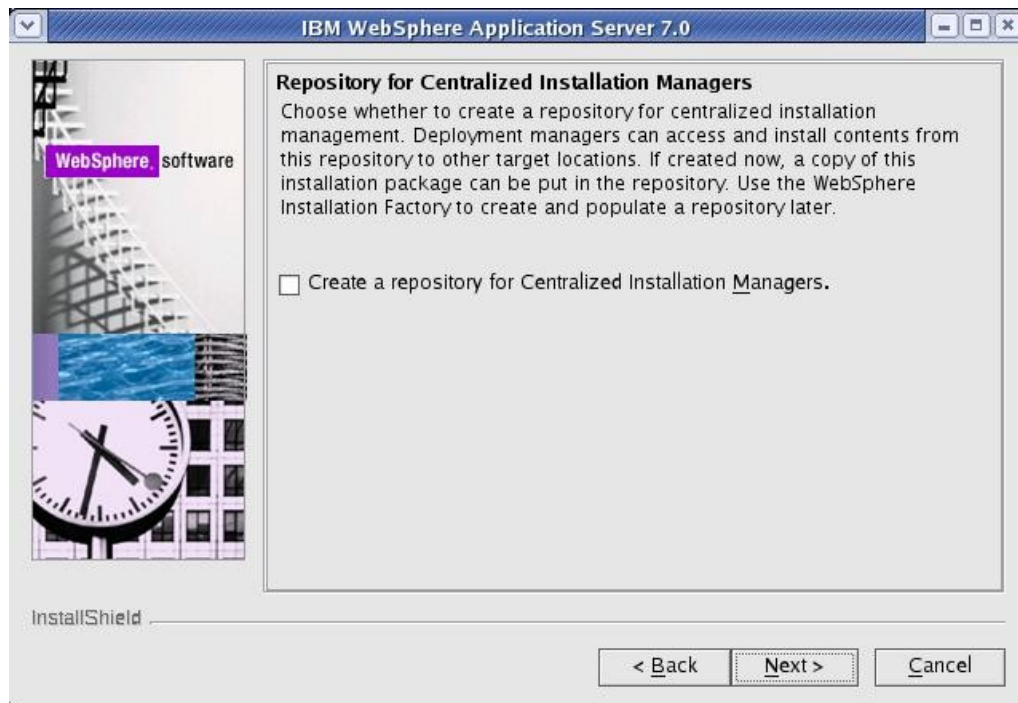 IBM WebSphere Application Server 7.0
WebSphere. software
Repository for Centralized Installation Managers
Choose whether to create a repository for centralized installation
management. Deployment managers can access and install contents from
this repository to other target locations. If created now, a copy of this
installation package can be put in the repository. Use the WebSphere
Installation Factory to create and populate a repository later.
Create a repository for Centralized Installation Managers.
InstallShield
< Back
Next >
Cancel